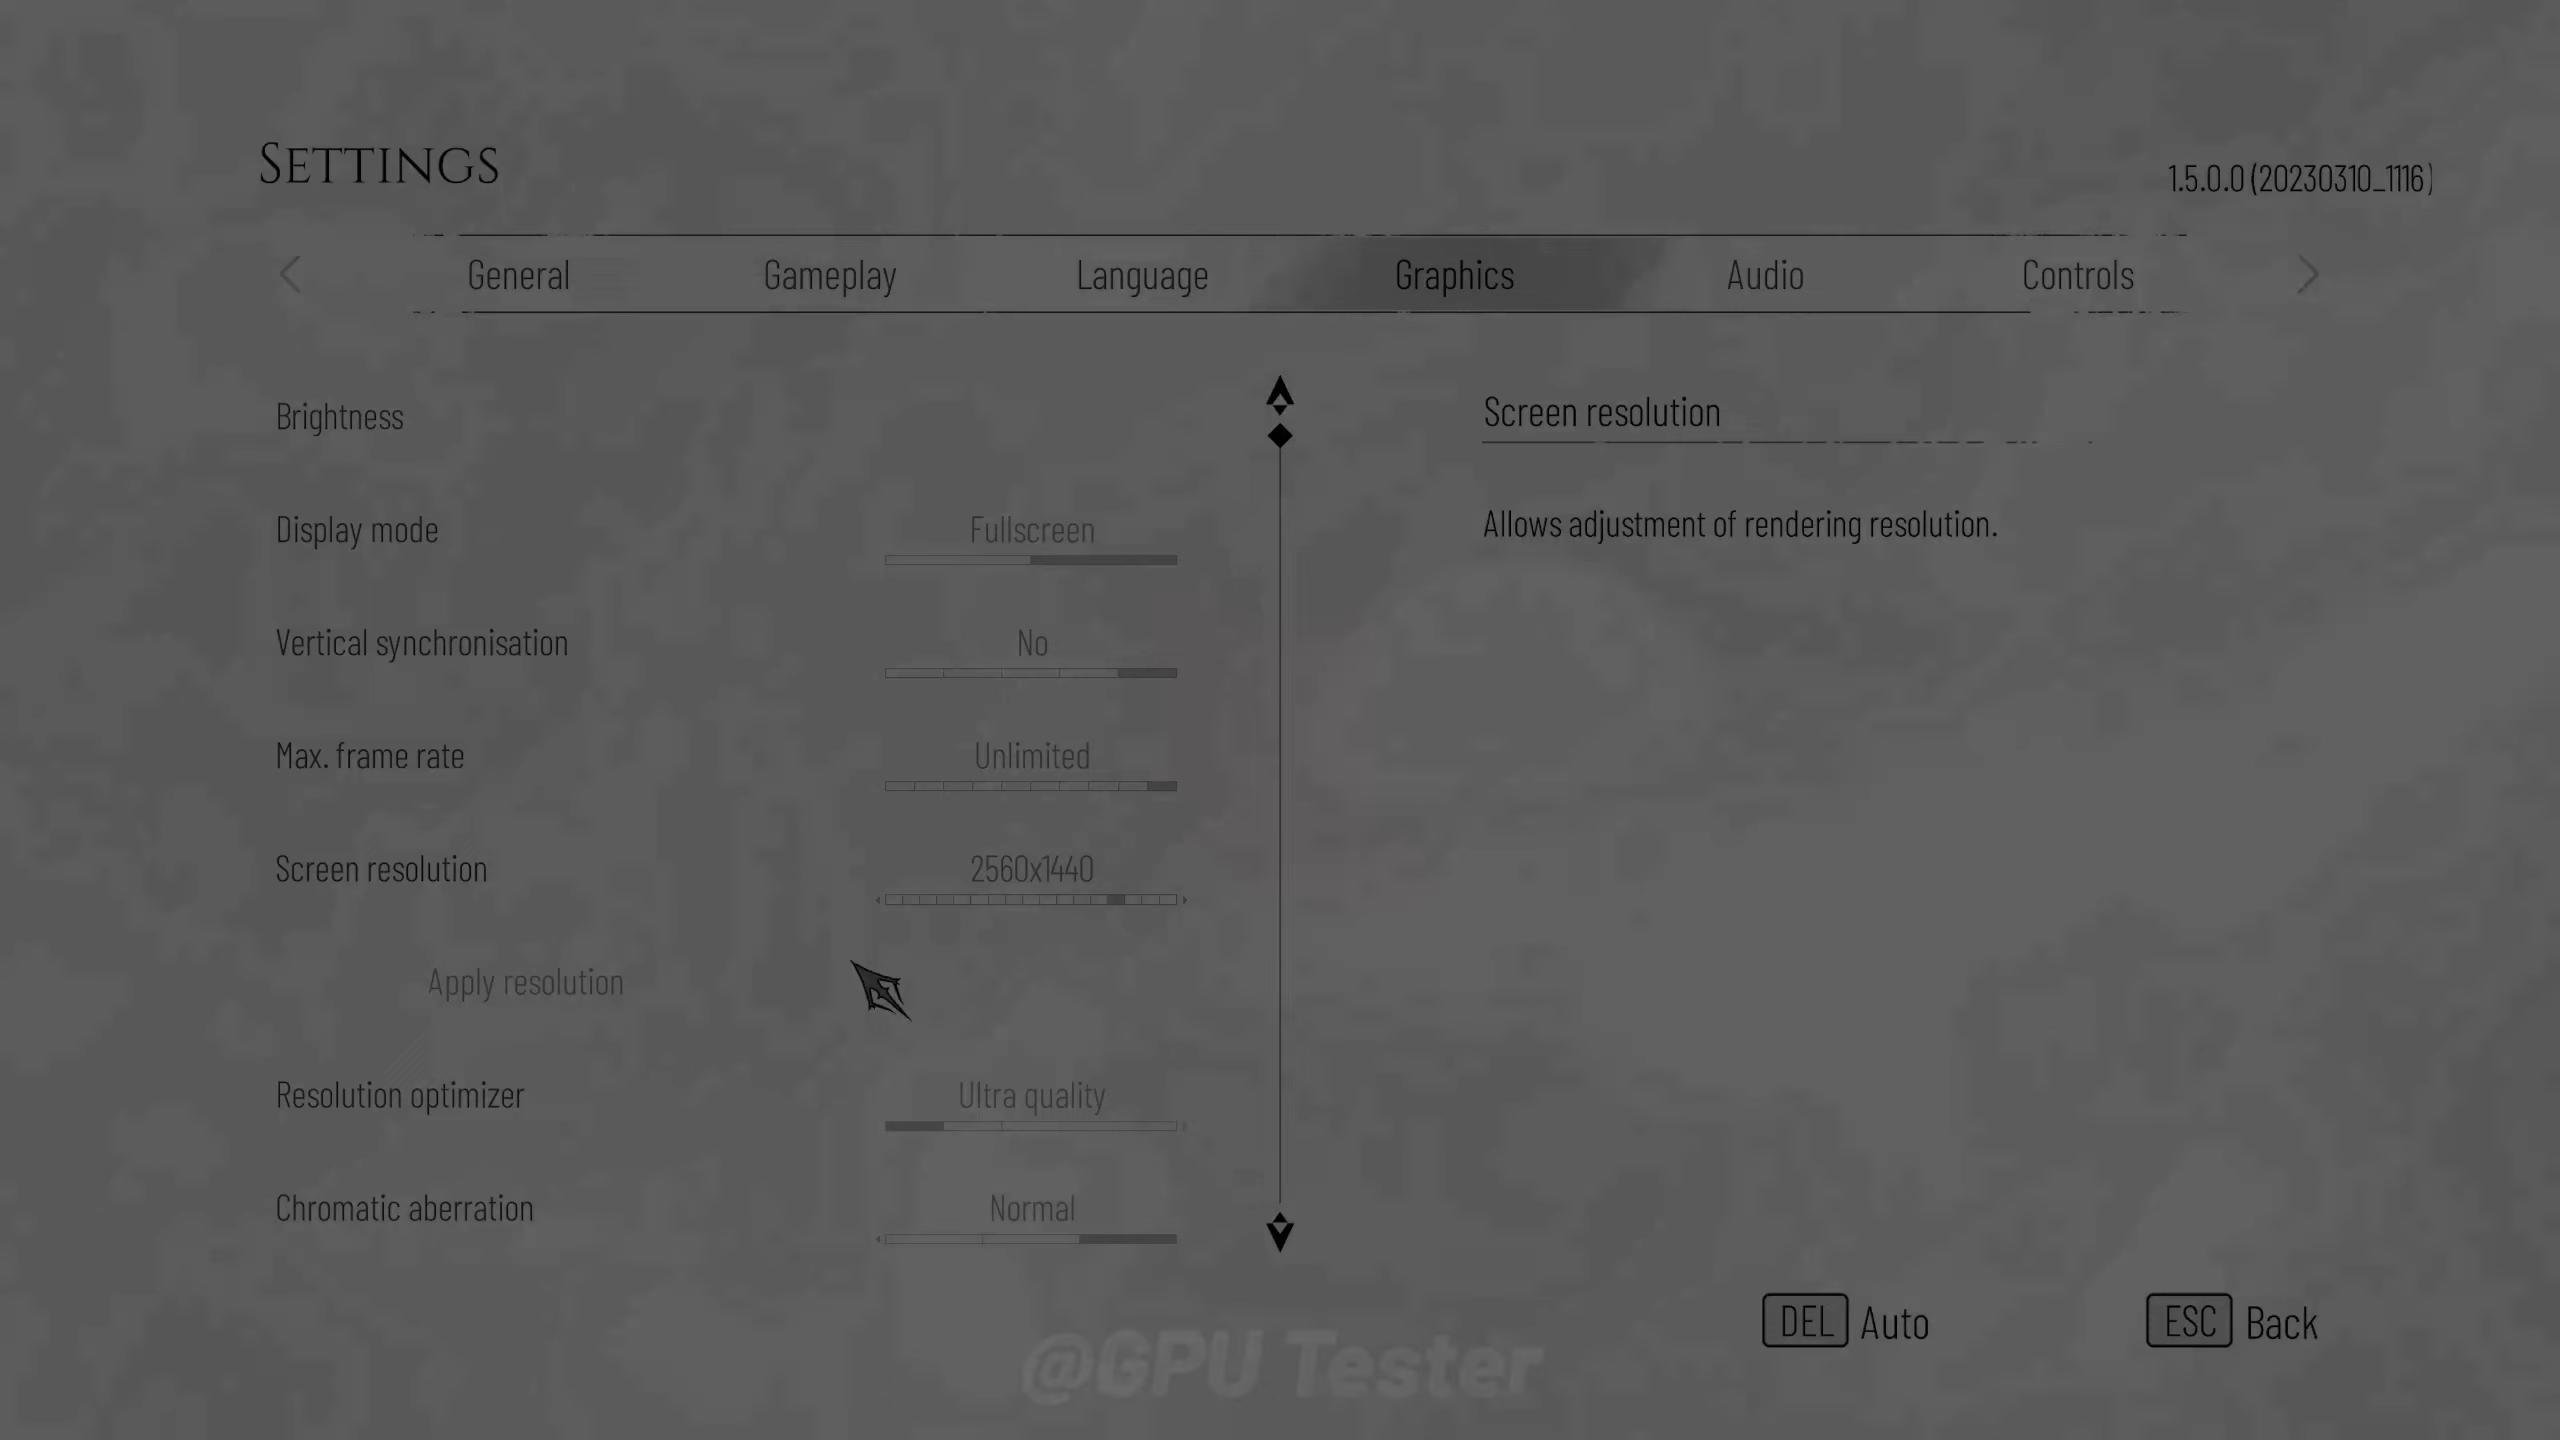 SETTINGS
1.5.0.0 (20230310_1116)
General
Gameplay
Language
Graphics
Audio
Controls
Brightness
Display mode
Fullscreen
Vertical synchronisation
No
Max. frame rate
Unlimited
Screen resolution
2560x1440
Apply resolution
Resolution optimizer
Ultra quality
Chromatic aberration
Normal
Screen resolution
Allows adjustment of rendering resolution.
DEL Auto
ESC Back
@GPU Tester